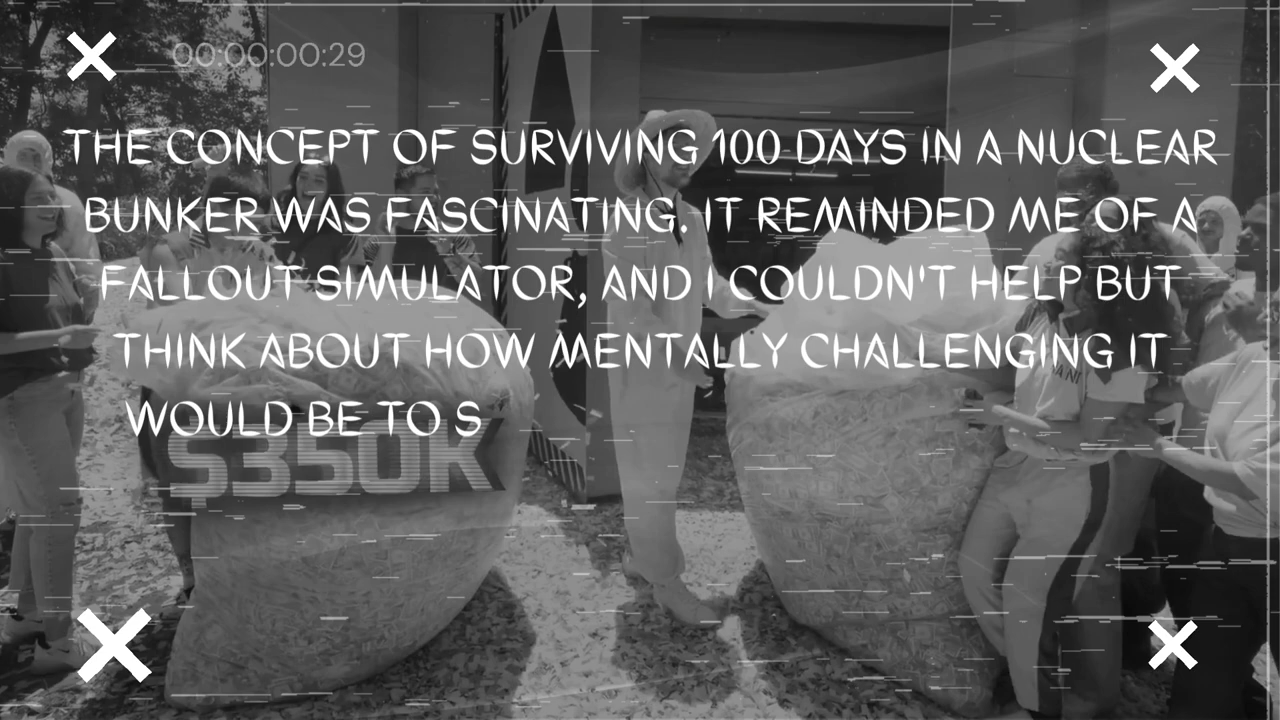 00:00:00:29
THE CONCEPT OF SURVIVING 100 DAYS IN A NUCLEAR
BUNKER WAS FASCINATING. IT REMINDED ME OF A
FALLOUT SIMULATOR, AND I COULDN'T HELP BUT
THINK ABOUT HOW MENTALLY CHALLENGING IT
WOULD BE TO S
$350K